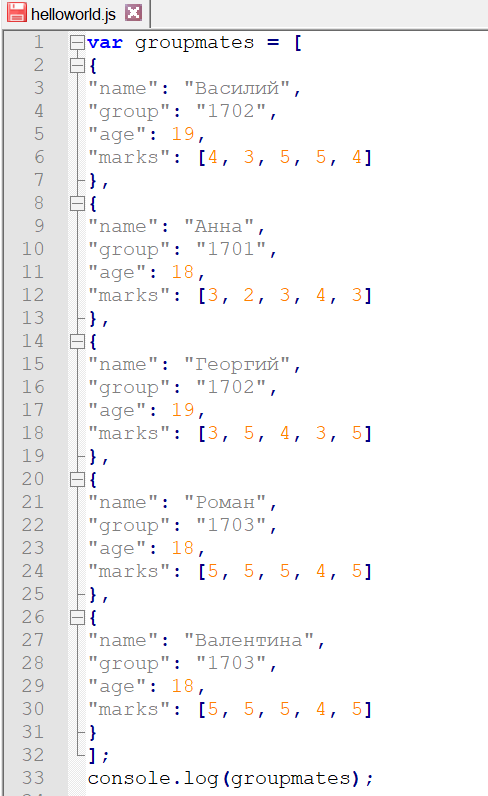 helloworld.js
1 var groupmates = [
2 {
3 "name": "Василий",
4 "group": "1702",
5 "age": 19,
6 "marks": [4, 3, 5, 5, 4]
7 },
8 {
9 "name": "Анна",
10 "group": "1701",
11 "age": 18,
12 "marks": [3, 2, 3, 4, 3]
13 },
14 {
15 "name": "Георгий",
16 "group": "1702",
17 "age": 19,
18 "marks": [3, 5, 4, 3, 5]
19 },
20 {
21 "name": "Роман",
22 "group": "1703",
23 "age": 18,
24 "marks": [5, 5, 5, 4, 5]
25 },
26 {
27 "name": "Валентина",
28 "group": "1703",
29 "age": 18,
30 "marks": [5, 5, 5, 4, 5]
31 }
32 ];
33 console.log(groupmates);